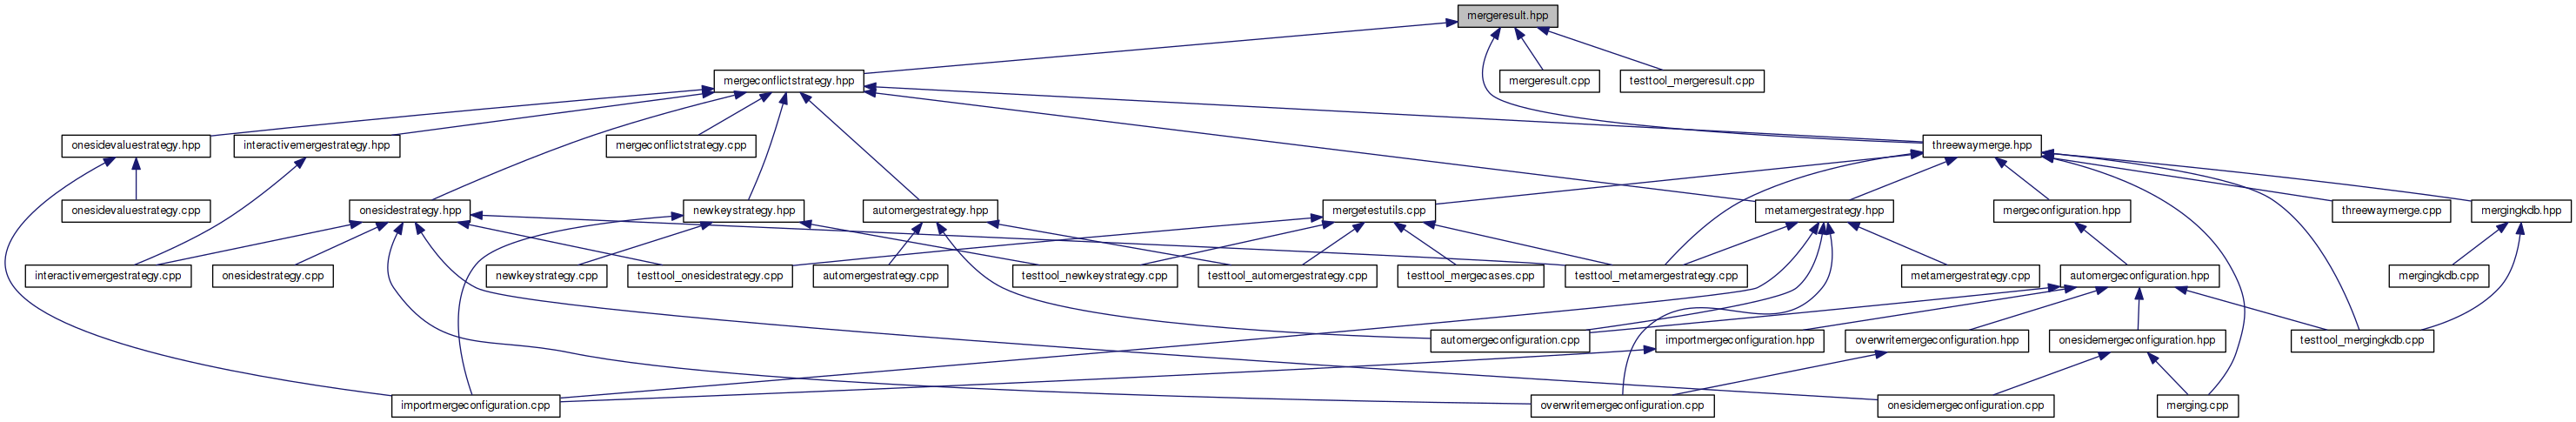 mergeresult.hpp
mergeconflictstrategy.hpp
mergeresult.cpp
testtool_mergeresult.cpp
onesidevaluestrategy.hpp
interactivemergestrategy.hpp
mergeconflictstrategy.cpp
threewaymerge.hpp
onesidevaluestrategy.cpp
onesidestrategy.hpp
newkeystrategy.hpp
automergestrategy.hpp
mergetestutils.cpp
metamergestrategy.hpp
mergeconfiguration.hpp
threewaymerge.cpp
mergingkdb.hpp
interactivemergestrategy.cpp
onesidestrategy.cpp
newkeystrategy.cpp
testtool_onesidestrategy.cpp
automergestrategy.cpp
testtool_newkeystrategy.cpp
testtool_automergestrategy.cpp
testtool_mergecases.cpp
testtool_metamergestrategy.cpp
metamergestrategy.cpp
automergeconfiguration.hpp
mergingkdb.cpp
automergeconfiguration.cpp
importmergeconfiguration.hpp
overwritemergeconfiguration.hpp
onesidemergeconfiguration.hpp
testtool_mergingkdb.cpp
importmergeconfiguration.cpp
overwritemergeconfiguration.cpp
onesidemergeconfiguration.cpp
merging.cpp